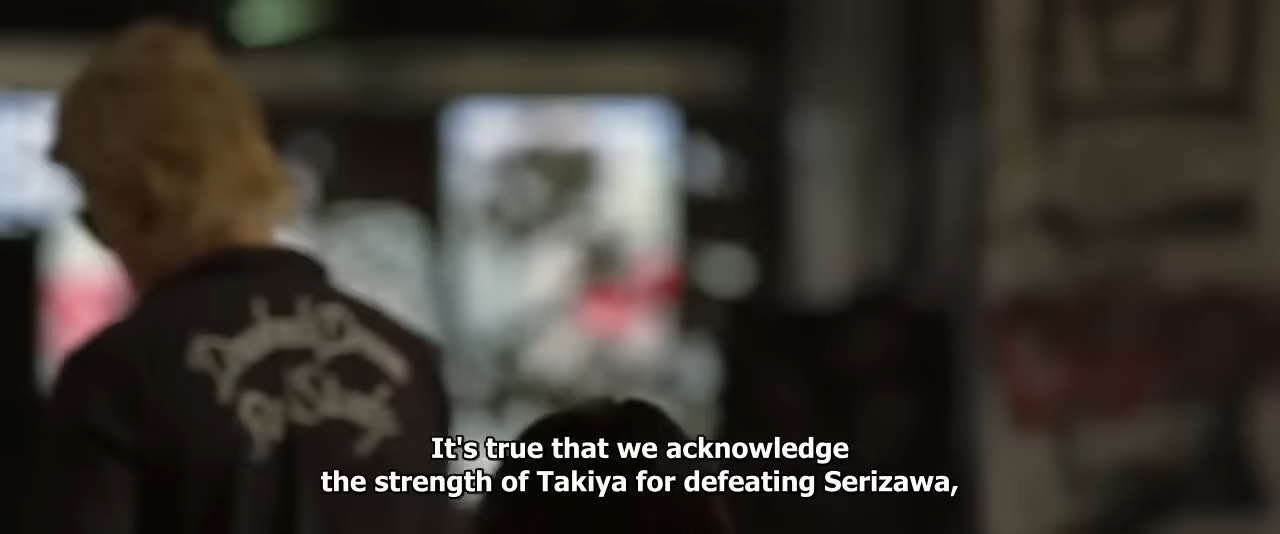 It's true that we acknowledge
the strength of Takiya for defeating Serizawa,